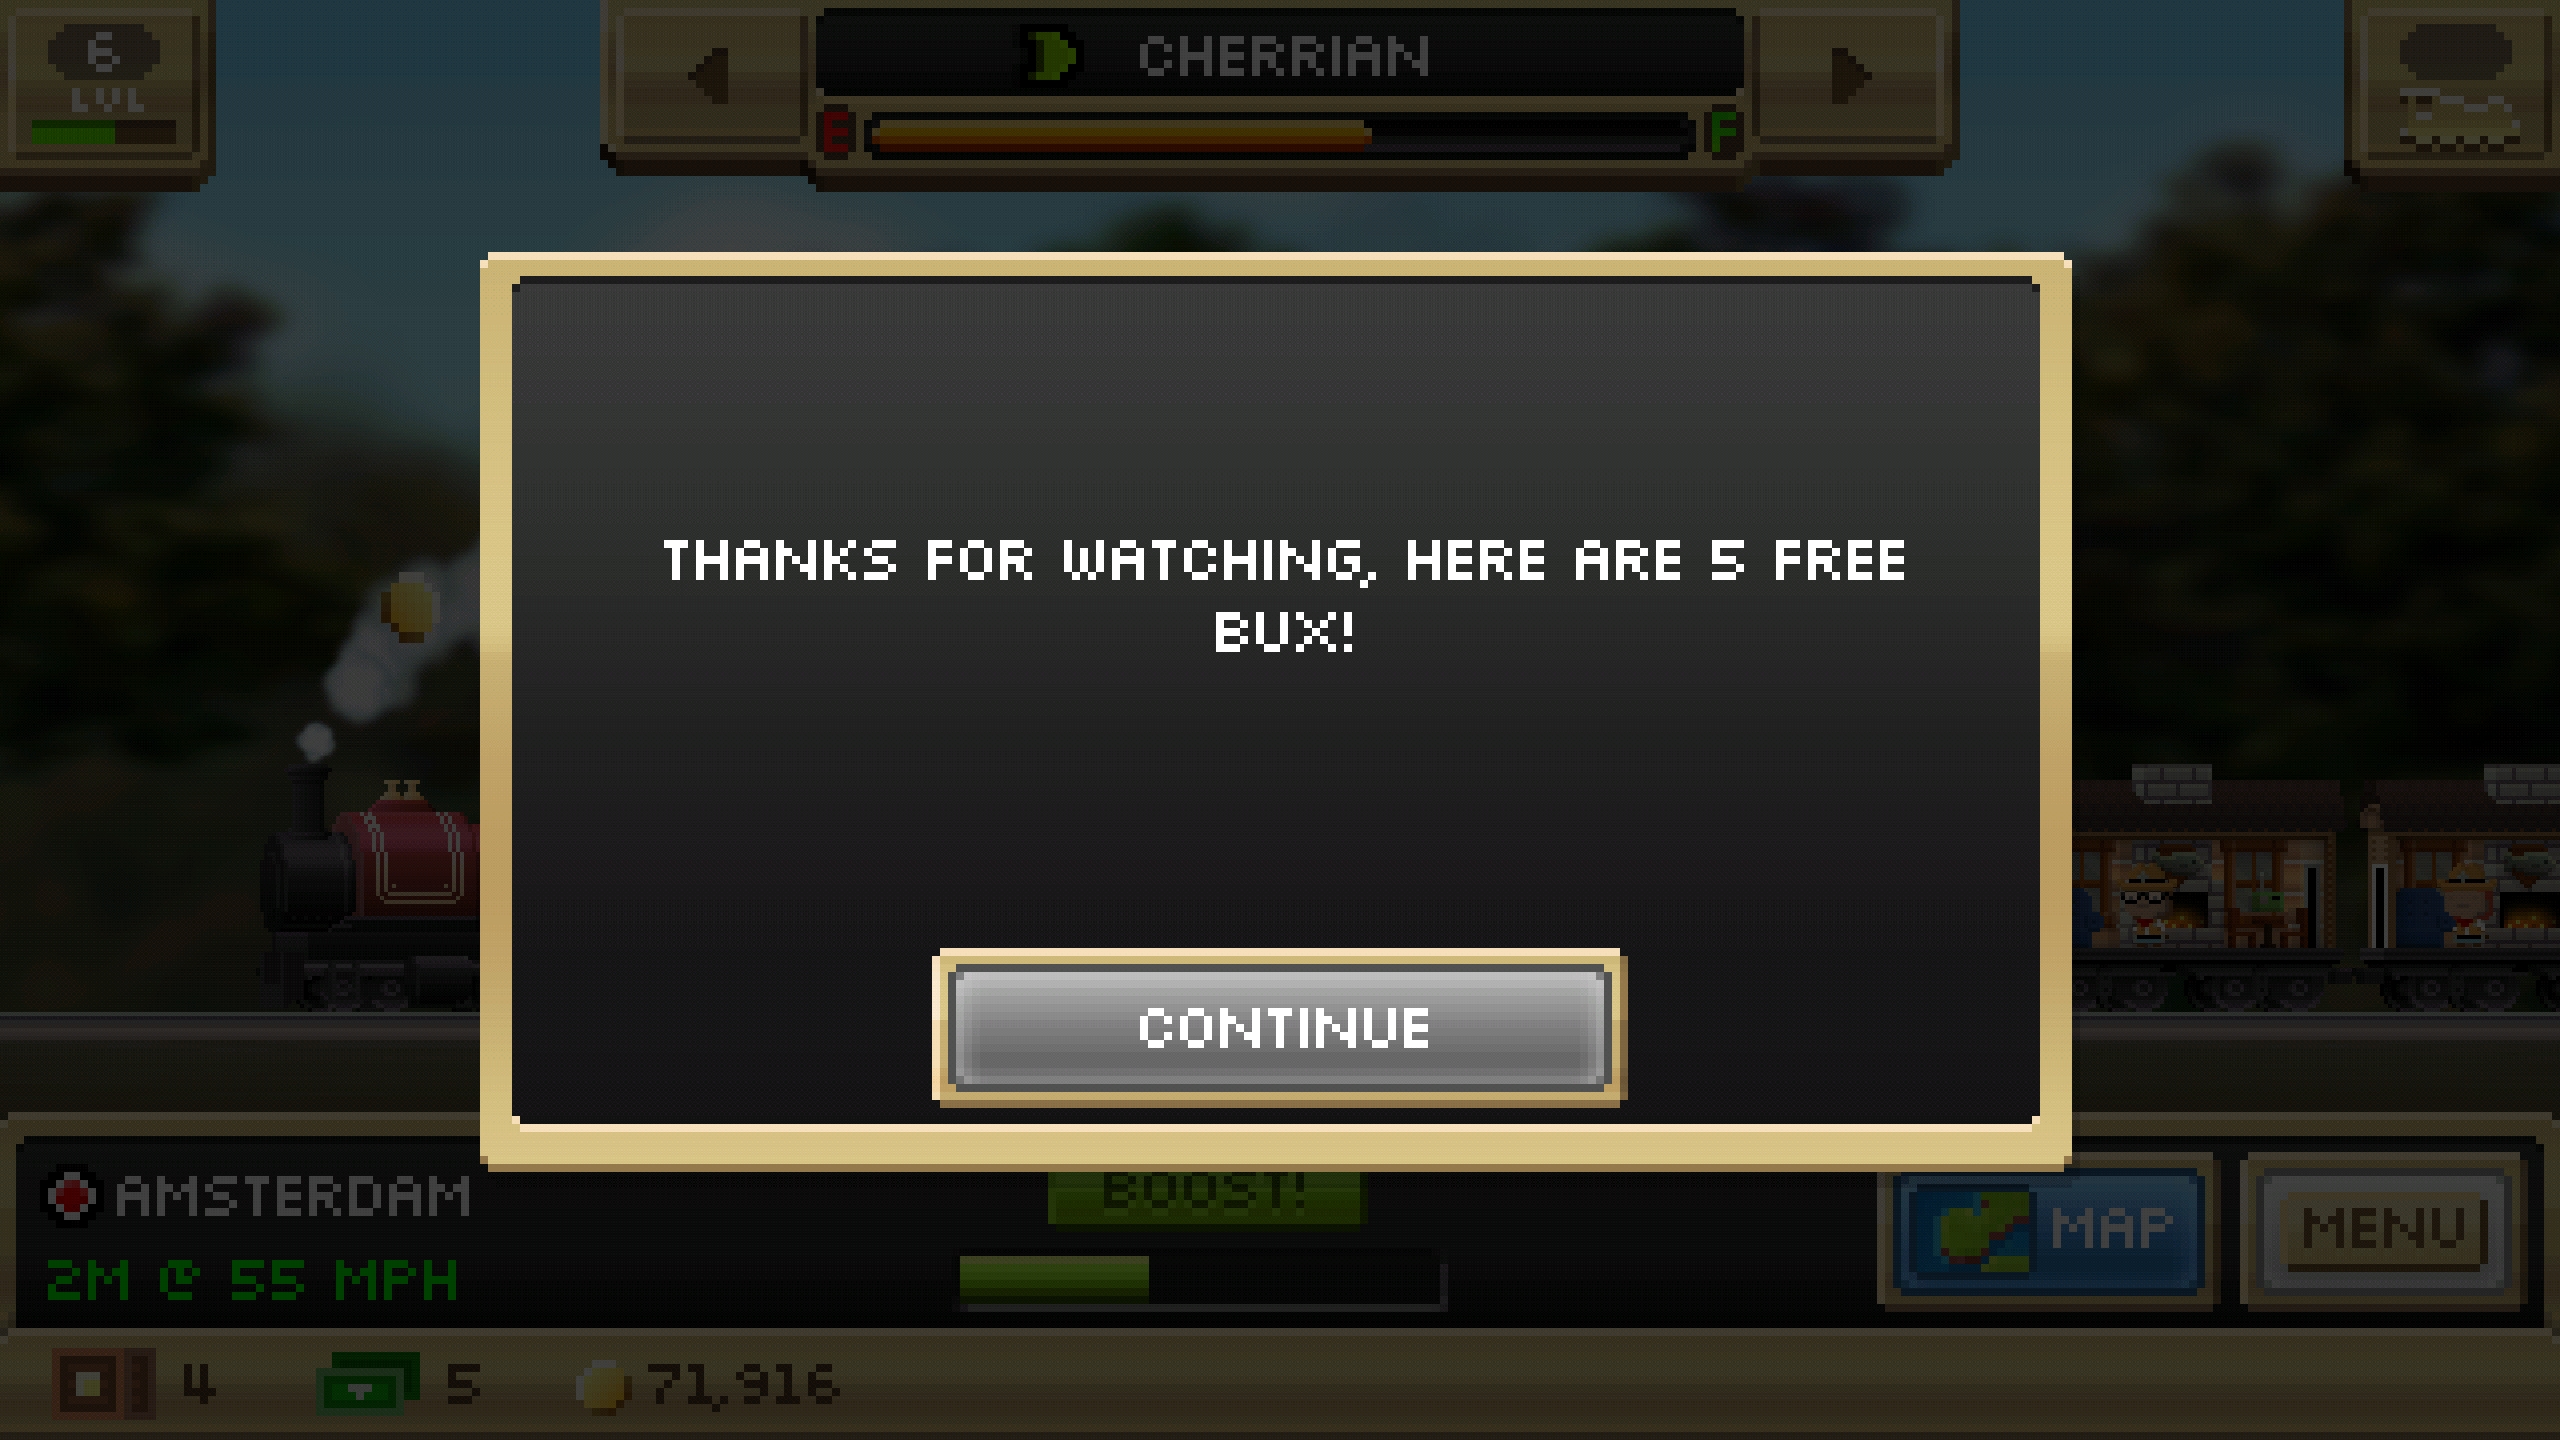 6
LVL
CHERRIAN
E
F
THANKS FOR WATCHING, HERE ARE 5 FREE
BUX!
CONTINUE
AMSTERDAM
BOOST!
MAP
MENU
2M @ 55 MPH
4
5
71,916